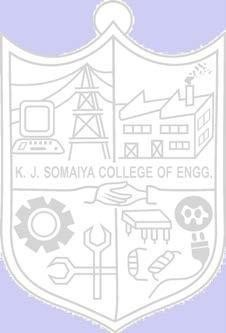 K. J. SOMAIYA COLLEGE OF ENGG.